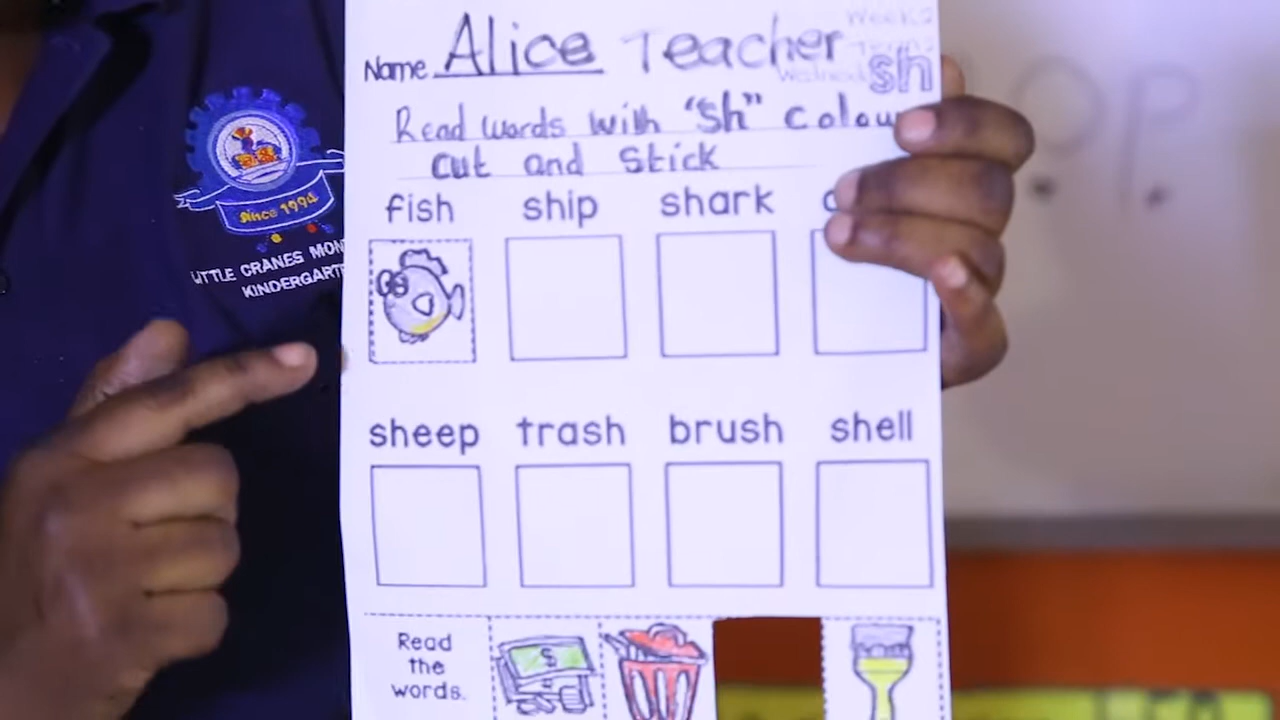 Name Alice Teacher
sh
Read words with "sh" colour
cut and stick
fish ship shark
sheep trash brush shell
Read
the
words.
$
Since 1994
LITTLE CRANES MON
KINDERGART